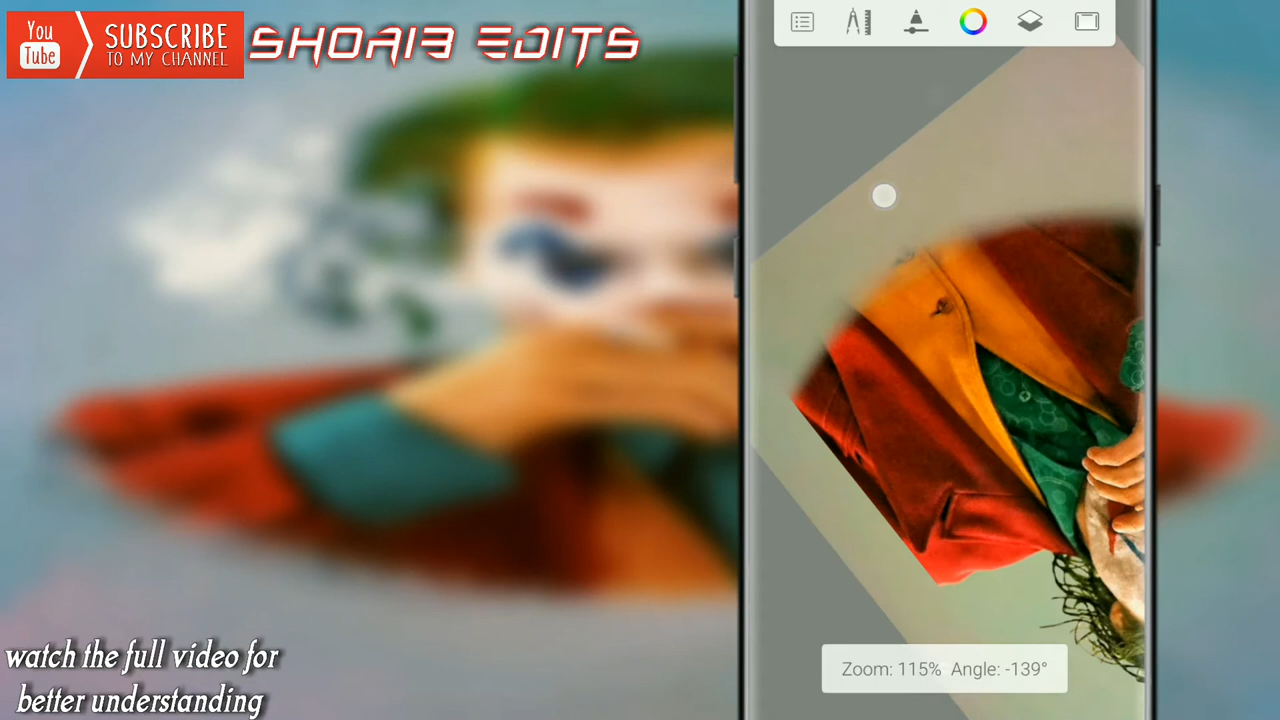 You
Tube
SUBSCRIBE
TO MY CHANNEL
SHOAIB EDITS
Zoom: 115% Angle: -139°
watch the full video for
better understanding